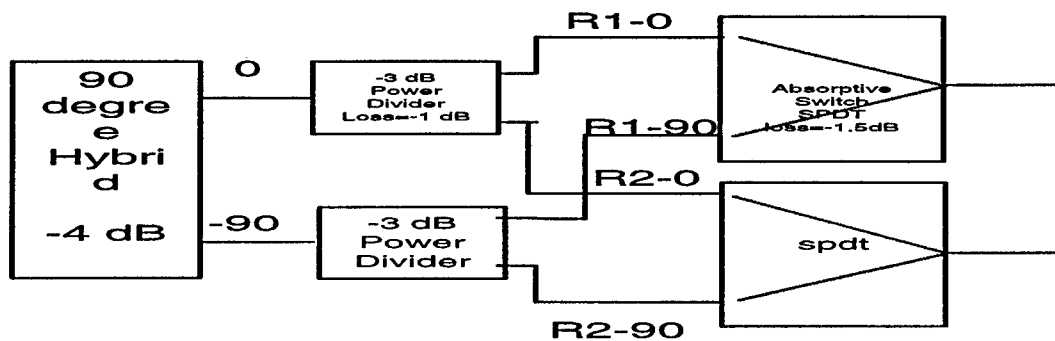 90
degre
e
Hybri
d
-4 dB
0
-90
-3 dB
Power
Divider
Loss=-1 dB
-3 dB
Power
Divider
R1-0
R1-90
R2-0
R2-90
Absorptive
Switch
SPDT
loss=-1.5dB
spdt